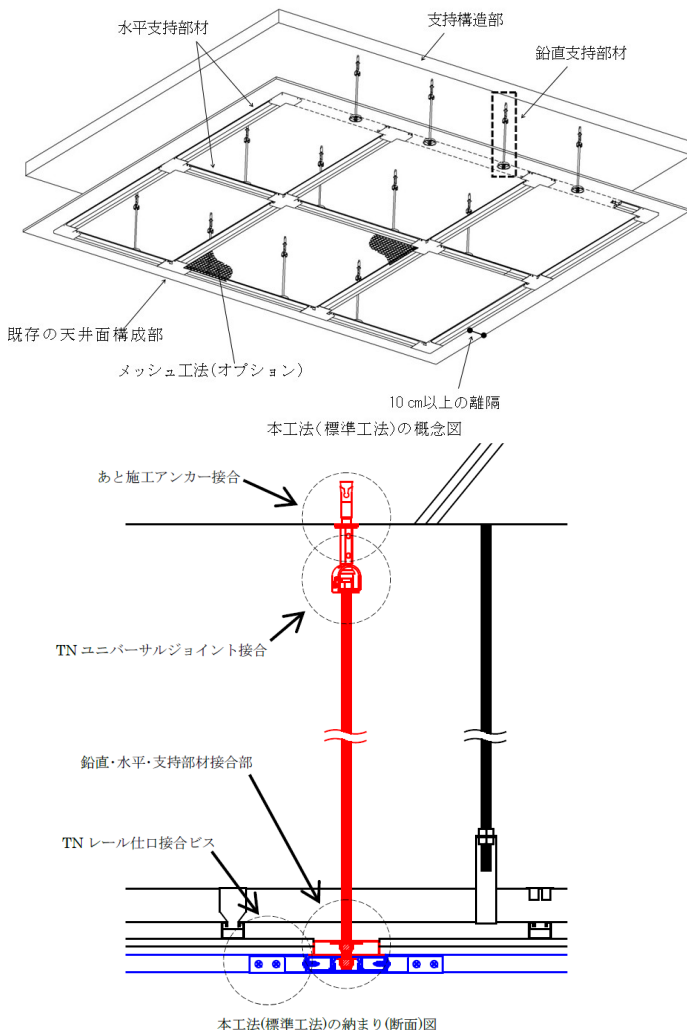 水平支持部材
支持構造部
鉛直支持部材
既存の天井面構成部
メッシュ工法(オプション)
10 cm以上の離隔
本工法(標準工法)の概念図
あと施工アンカー接合
TN ユニバーサルジョイント接合
鉛直・水平・支持部材接合部
TN レール仕口接合ビス
本工法(標準工法)の納まり(断面)図